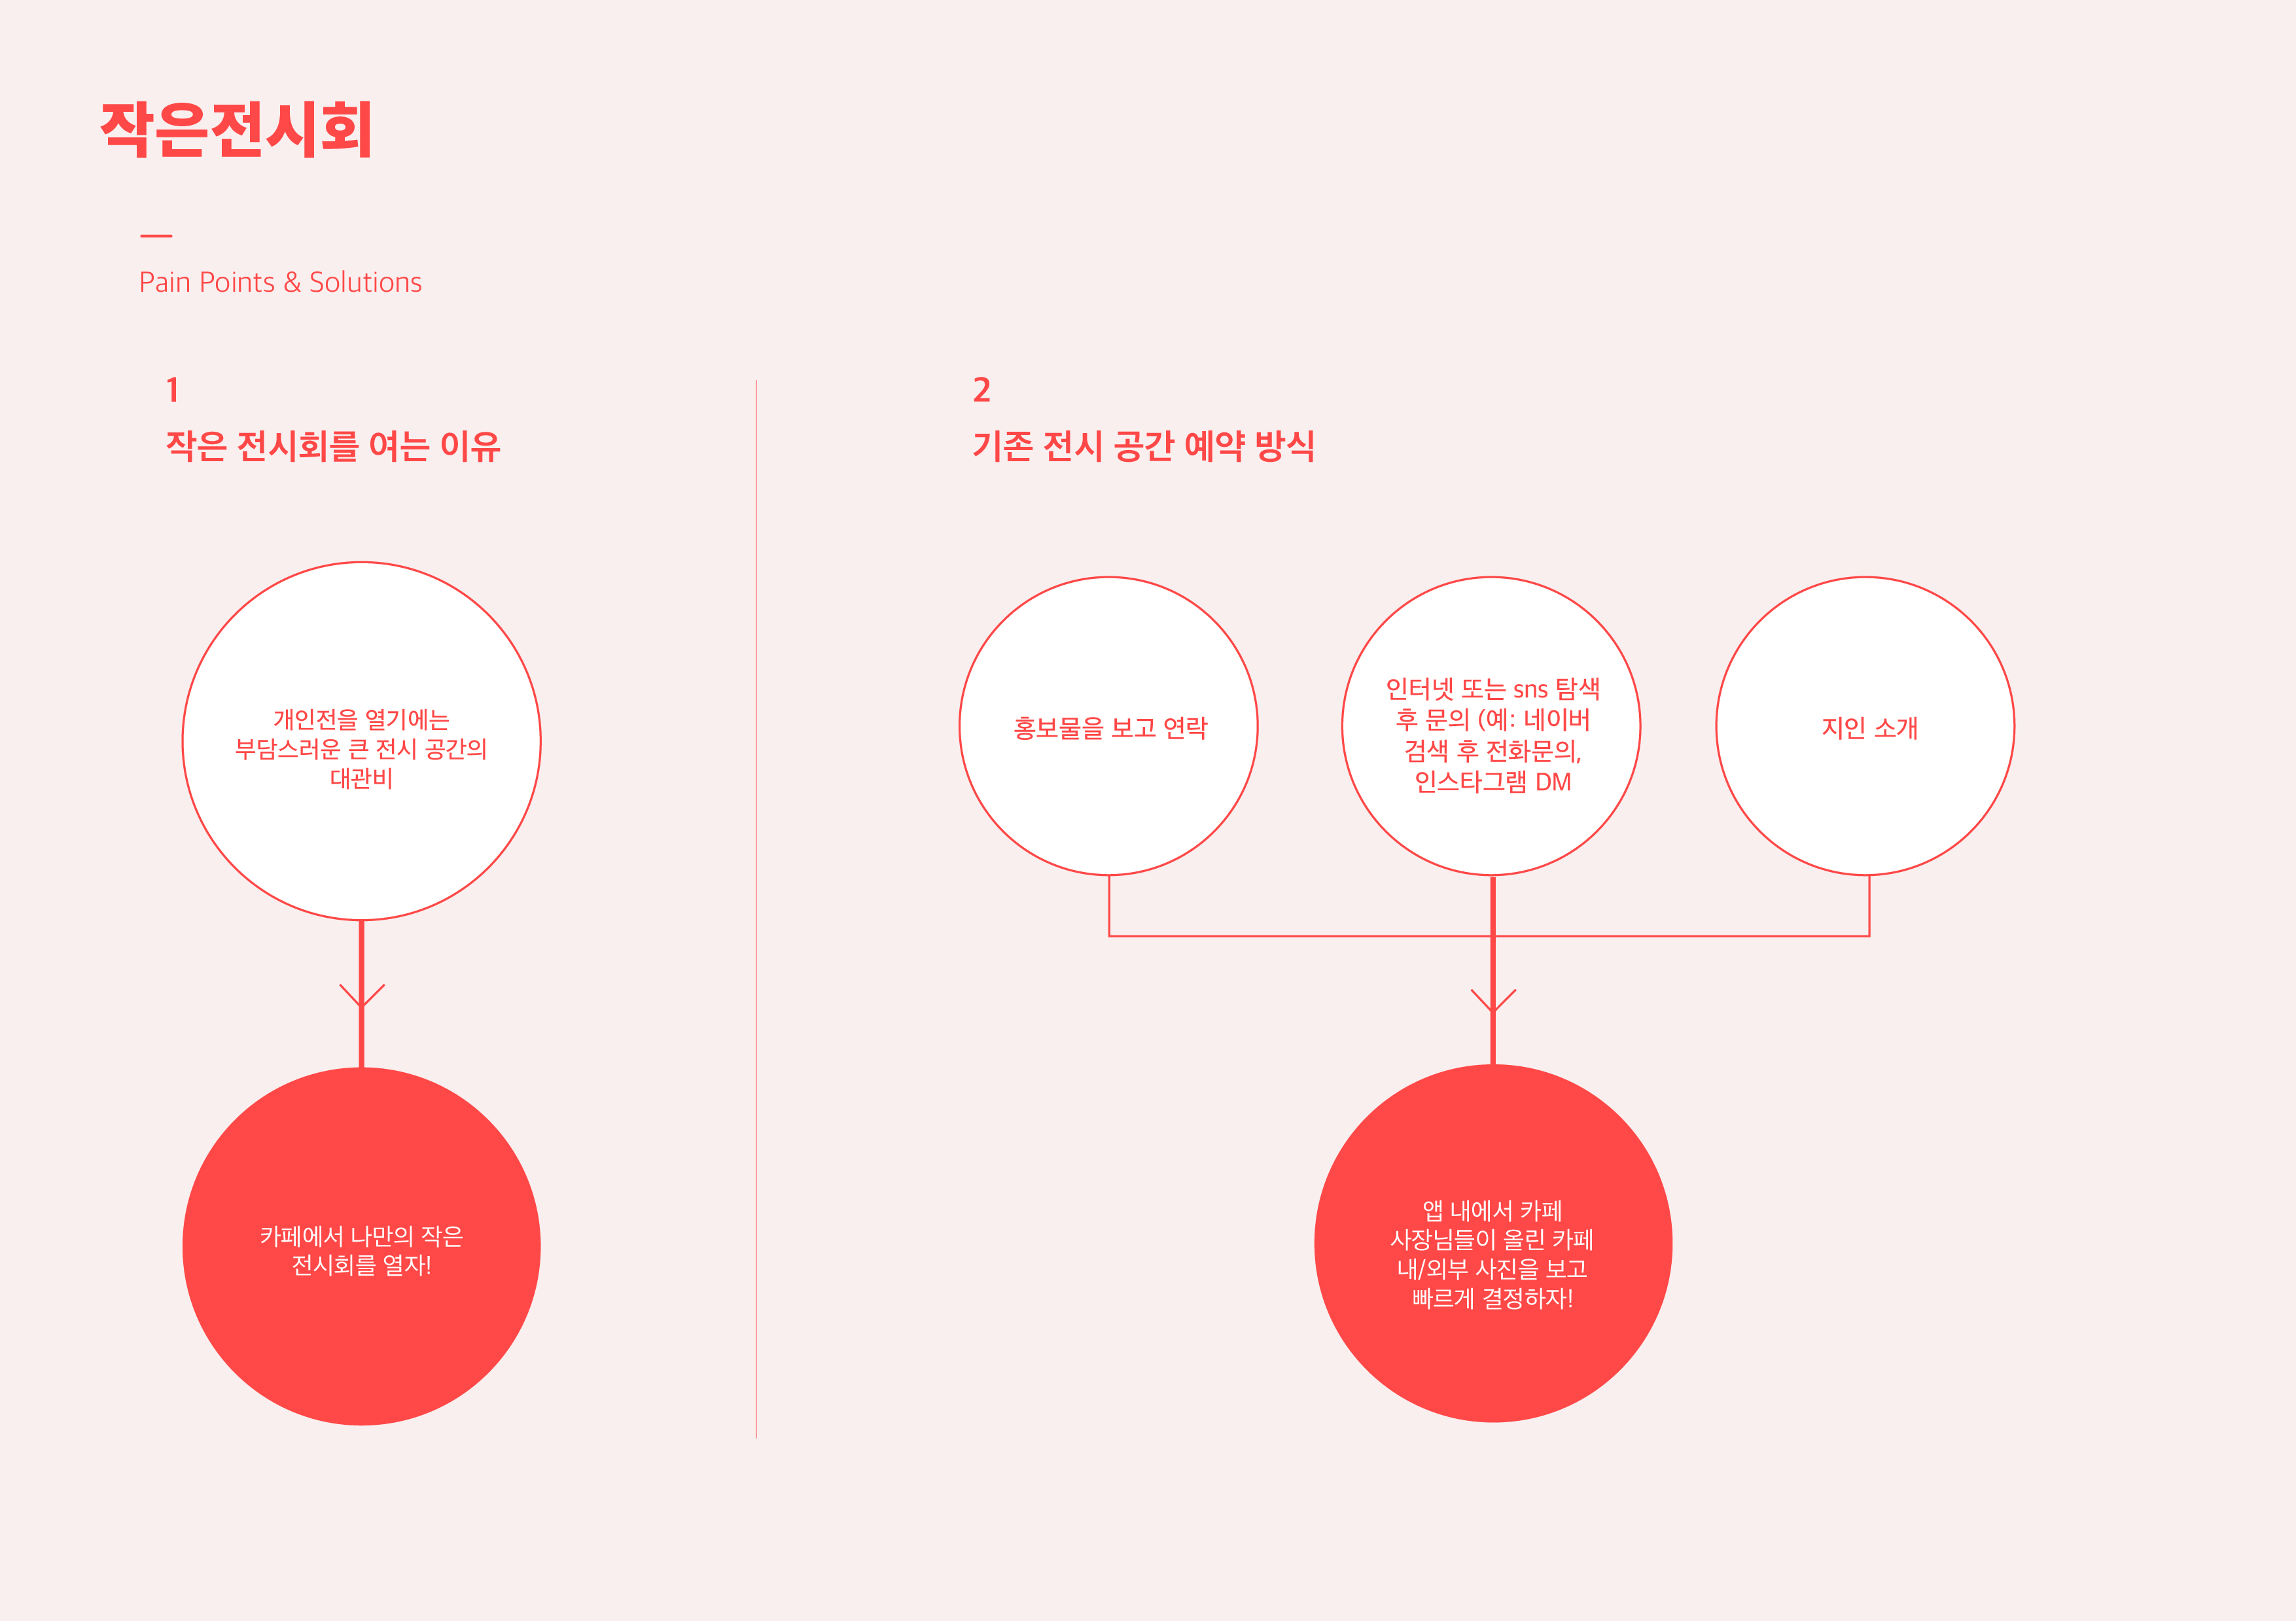 작은전시회
Pain Points & Solutions
1
작은 전시회를 여는 이유
개인전을 열기에는
부담스러운 큰 전시 공간의
대관비
카페에서 나만의 작은
전시회를 열자!
2
기존 전시 공간 예약 방식
홍보물을 보고 연락
인터넷 또는 sns 탐색
후 문의 (예: 네이버
검색 후 전화문의,
인스타그램 DM
지인 소개
앱 내에서 카페
사장님들이 올린 카페
내/외부 사진을 보고
빠르게 결정하자!